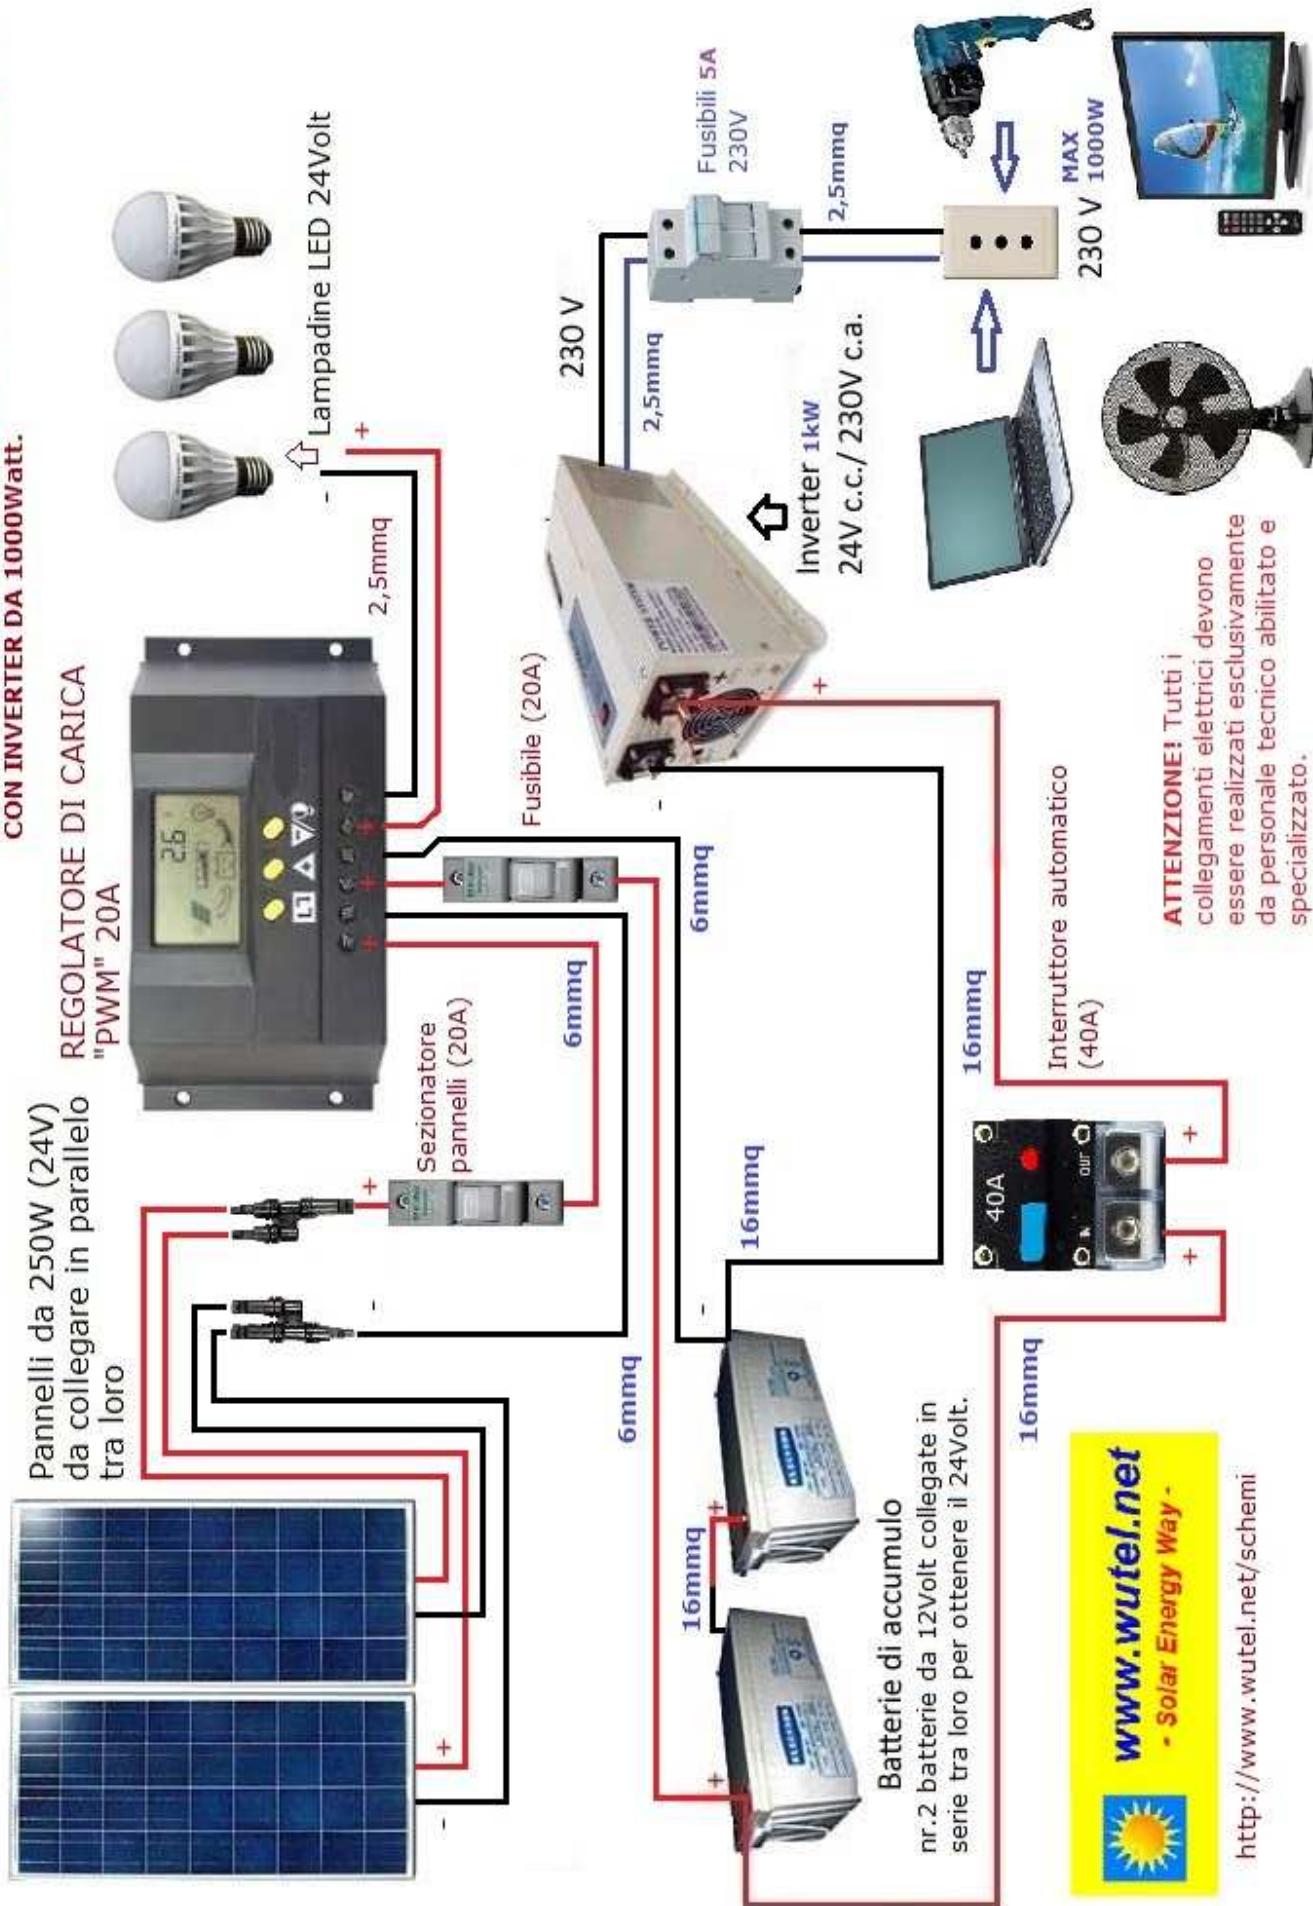 CON INVERTER DA 1000Watt.
Pannelli da 250W (24V)
da collegare in parallelo
tra loro
REGOLATORE DI CARICA
"PWM" 20A
2.6
+
+
+
Lampadine LED 24Volt
-
+
2,5mmq
Sezionatore
pannelli (20A)
+
-
+
-
6mmq
Fusibile (20A)
6mmq
6mmq
230 V
2,5mmq
Fusibili 5A
230V
2,5mmq
Inverter 1kW
24V c.c./ 230V c.a.
230 V
MAX
1000W
-
+
16mmq
+
+
-
16mmq
Batterie di accumulo
nr.2 batterie da 12Volt collegate in
serie tra loro per ottenere il 24Volt.
16mmq
Interruttore automatico
(40A)
40A
IN
OUT
+
+
16mmq
ATTENZIONE! Tutti i
collegamenti elettrici devono
essere realizzati esclusivamente
da personale tecnico abilitato e
specializzato.
www.wutel.net
- Solar Energy Way -
http://www.wutel.net/schemi